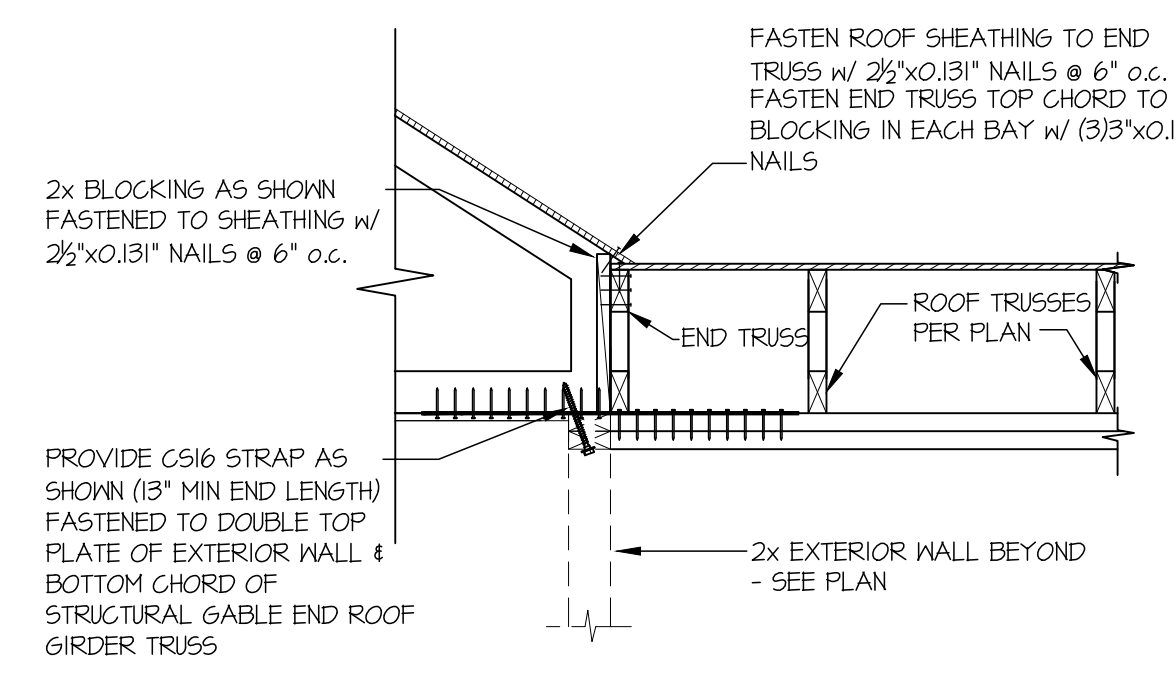 FASTEN ROOF SHEATHING TO END
TRUSS w/ 2½"x0.131" NAILS @ 6" o.c.
FASTEN END TRUSS TOP CHORD TO
BLOCKING IN EACH BAY w/ (3)3"x0.1
NAILS
2x BLOCKING AS SHOWN
FASTENED TO SHEATHING w/
2½"x0.131" NAILS @ 6" o.c.
ROOF TRUSSES
PER PLAN
END TRUSS
PROVIDE CS16 STRAP AS
SHOWN (13" MIN END LENGTH)
FASTENED TO DOUBLE TOP
PLATE OF EXTERIOR WALL &
BOTTOM CHORD OF
STRUCTURAL GABLE END ROOF
GIRDER TRUSS
2x EXTERIOR WALL BEYOND
- SEE PLAN